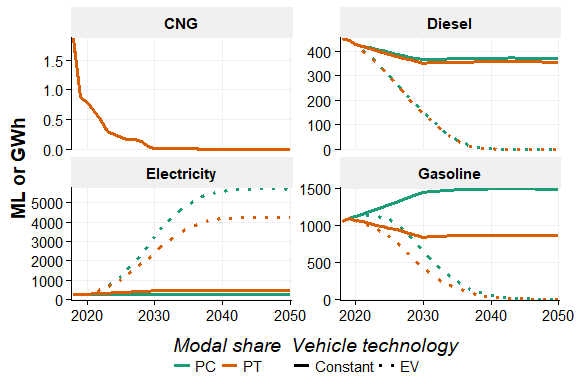 CNG
Diesel
1.5
1.0
0.5
0.0
400
300
200
100
0
ML or GWh
Electricity
Gasoline
5000
4000
3000
2000
1000
0
1500
1000
500
0
2020 2030 2040 2050
2020 2030 2040 2050
Modal share Vehicle technology
PC PT Constant EV